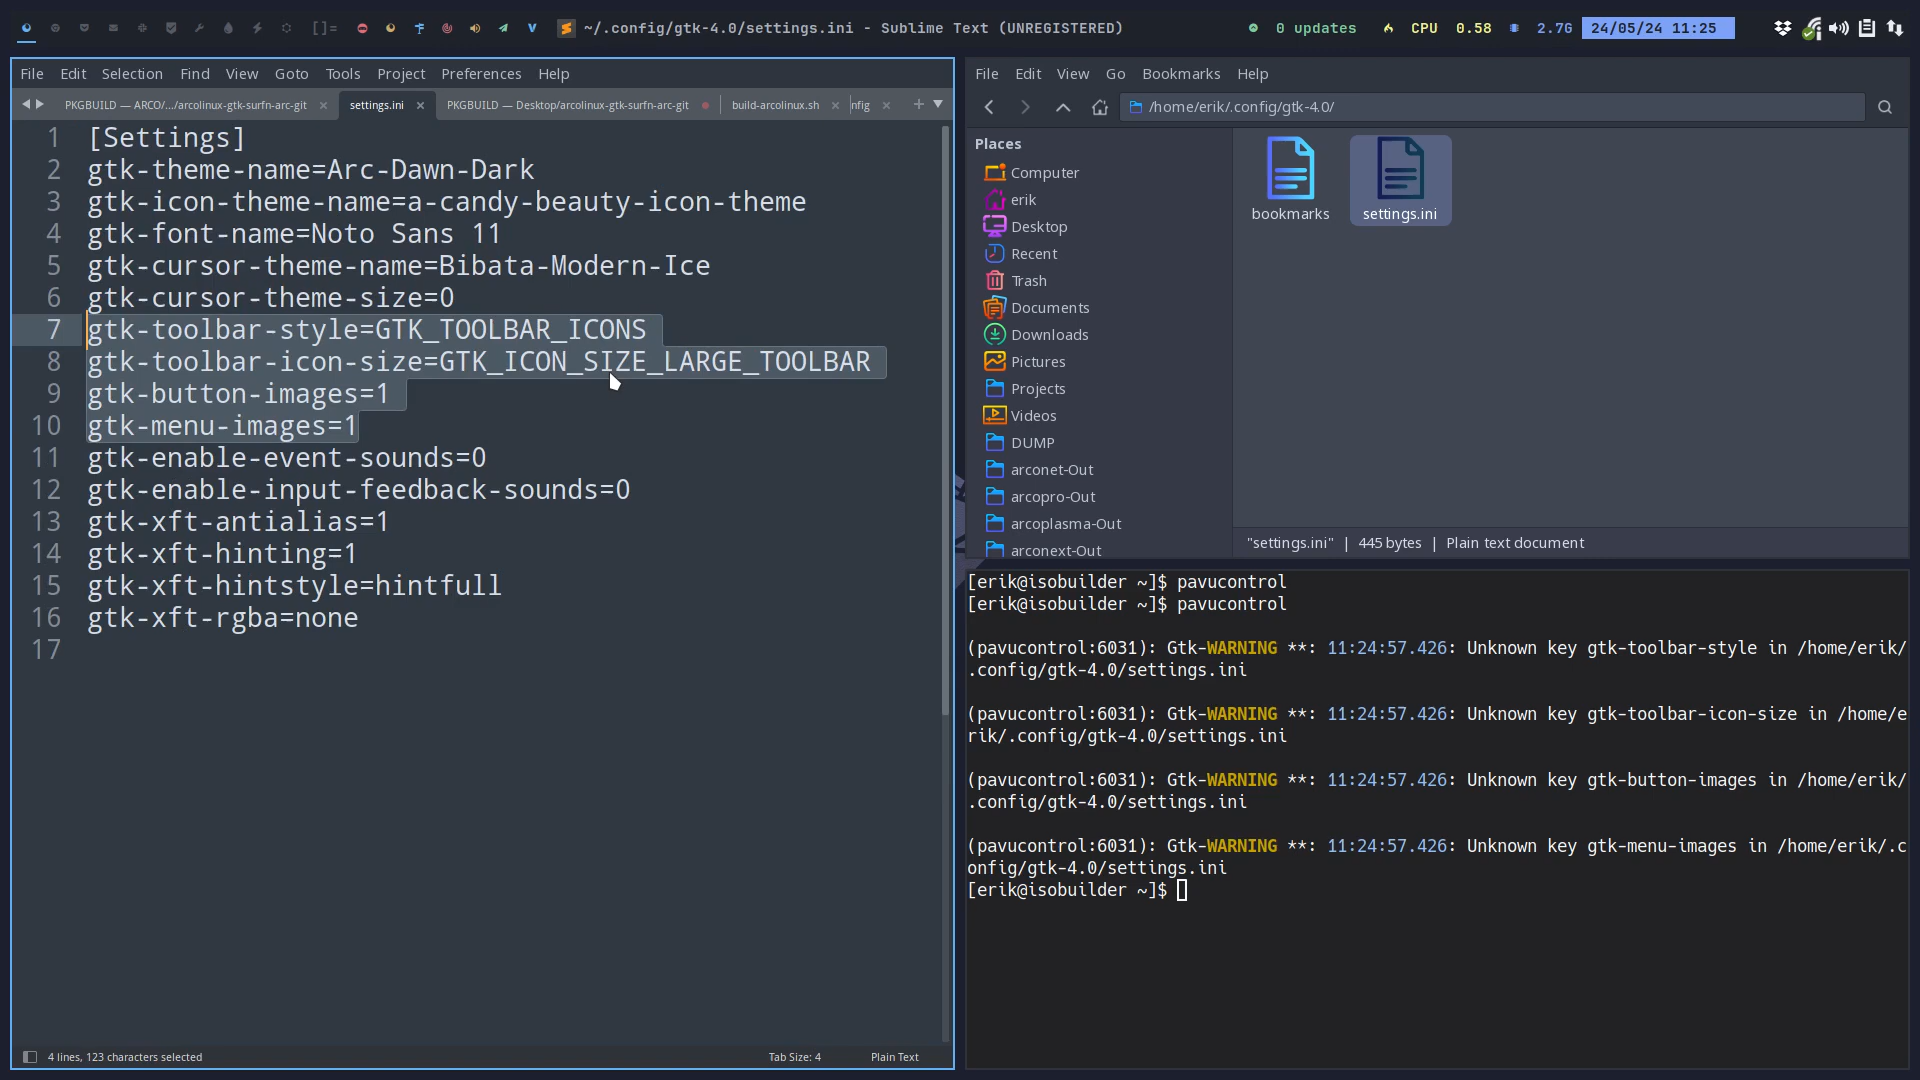 []= V ~/.config/gtk-4.0/settings.ini - Sublime Text (UNREGISTERED) 0 updates CPU 0.58 2.7G 24/05/24 11:25
File Edit Selection Find View Goto Tools Project Preferences Help
PKGBUILD — ARCO/.../arcolinux-gtk-surfn-arc-git × settings.ini × PKGBUILD — Desktop/arcolinux-gtk-surfn-arc-git build-arcolinux.sh × nfig × +
1 [Settings]
2 gtk-theme-name=Arc-Dawn-Dark
3 gtk-icon-theme-name=a-candy-beauty-icon-theme
4 gtk-font-name=Noto Sans 11
5 gtk-cursor-theme-name=Bibata-Modern-Ice
6 gtk-cursor-theme-size=0
7 gtk-toolbar-style=GTK_TOOLBAR_ICONS
8 gtk-toolbar-icon-size=GTK_ICON_SIZE_LARGE_TOOLBAR
9 gtk-button-images=1
10 gtk-menu-images=1
11 gtk-enable-event-sounds=0
12 gtk-enable-input-feedback-sounds=0
13 gtk-xft-antialias=1
14 gtk-xft-hinting=1
15 gtk-xft-hintstyle=hintfull
16 gtk-xft-rgba=none
17
4 lines, 123 characters selected Tab Size: 4 Plain Text
File Edit View Go Bookmarks Help
/home/erik/.config/gtk-4.0/
Places
Computer
erik
Desktop
Recent
Trash
Documents
Downloads
Pictures
Projects
Videos
DUMP
arconet-Out
arcopro-Out
arcoplasma-Out
arconext-Out
bookmarks settings.ini
"settings.ini" | 445 bytes | Plain text document
[erik@isobuilder ~]$ pavucontrol
[erik@isobuilder ~]$ pavucontrol
(pavucontrol:6031): Gtk-WARNING **: 11:24:57.426: Unknown key gtk-toolbar-style in /home/erik/
.config/gtk-4.0/settings.ini
(pavucontrol:6031): Gtk-WARNING **: 11:24:57.426: Unknown key gtk-toolbar-icon-size in /home/e
rik/.config/gtk-4.0/settings.ini
(pavucontrol:6031): Gtk-WARNING **: 11:24:57.426: Unknown key gtk-button-images in /home/erik/
.config/gtk-4.0/settings.ini
(pavucontrol:6031): Gtk-WARNING **: 11:24:57.426: Unknown key gtk-menu-images in /home/erik/.c
onfig/gtk-4.0/settings.ini
[erik@isobuilder ~]$